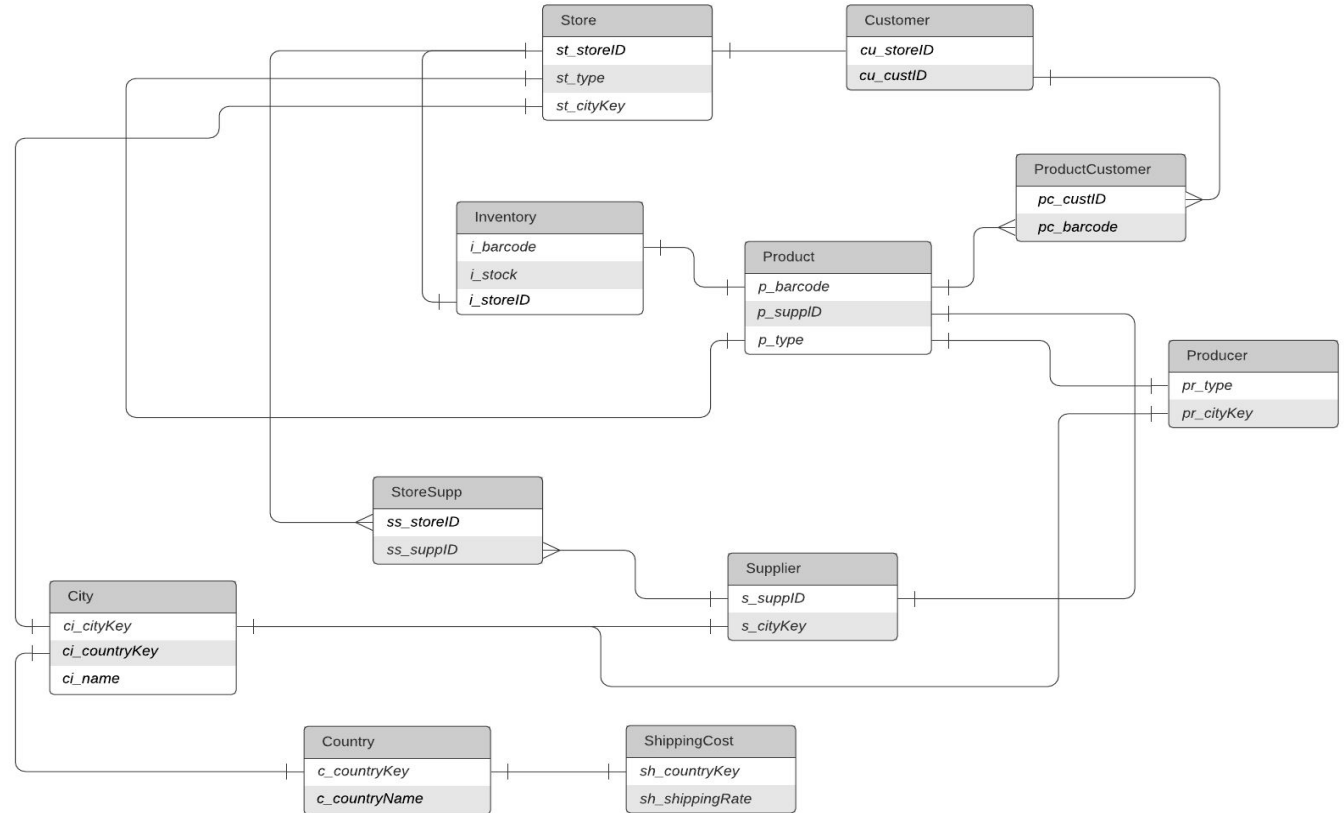 Store
st_storeID
st_type
st_cityKey
Customer
cu_storeID
cu_custID
ProductCustomer
pc_custID
pc_barcode
Inventory
i_barcode
i_stock
i_storeID
Product
p_barcode
p_suppID
p_type
Producer
pr_type
pr_cityKey
StoreSupp
ss_storeID
ss_suppID
Supplier
s_suppID
s_cityKey
City
ci_cityKey
ci_countryKey
ci_name
Country
c_countryKey
c_countryName
ShippingCost
sh_countryKey
sh_shippingRate